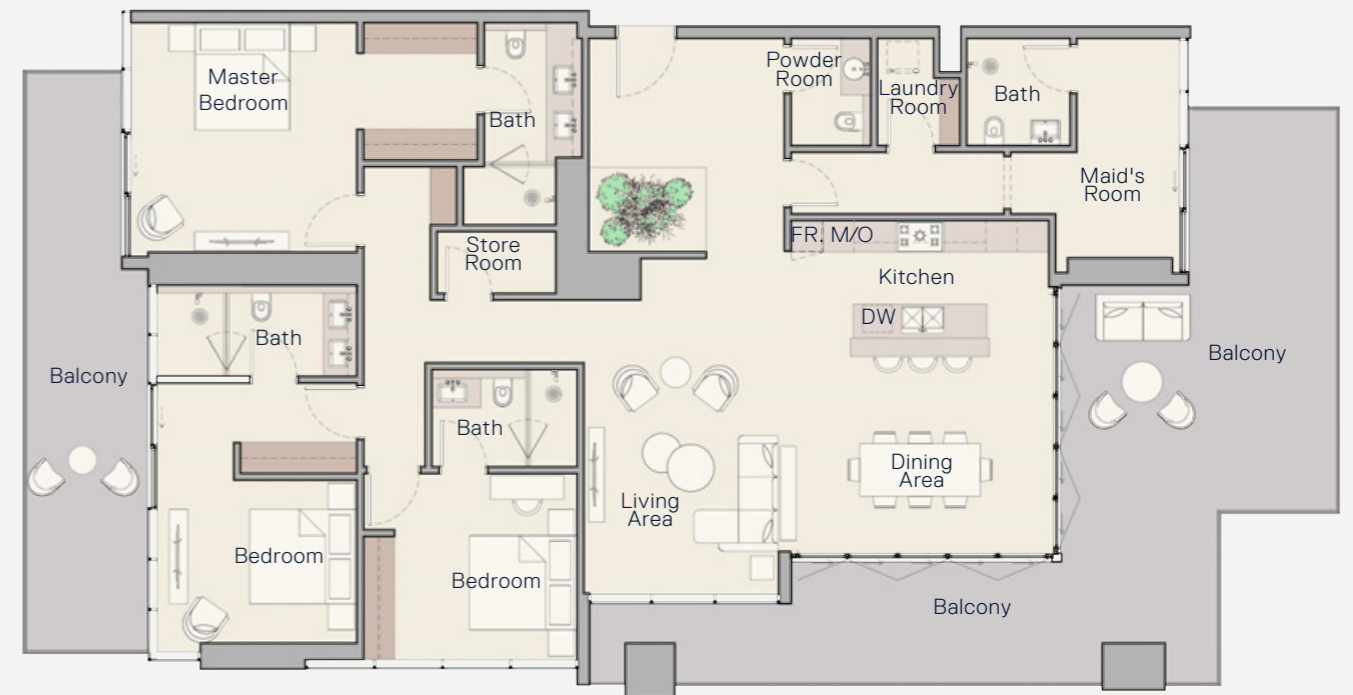 Master
Bedroom
Bath
Powder
Room
Laundry
Room
Bath
Maid's
Room
Store
Room
FR. M/O
Kitchen
DW
Bath
Balcony
Balcony
Bath
Dining
Area
Living
Area
Bedroom
Bedroom
Balcony